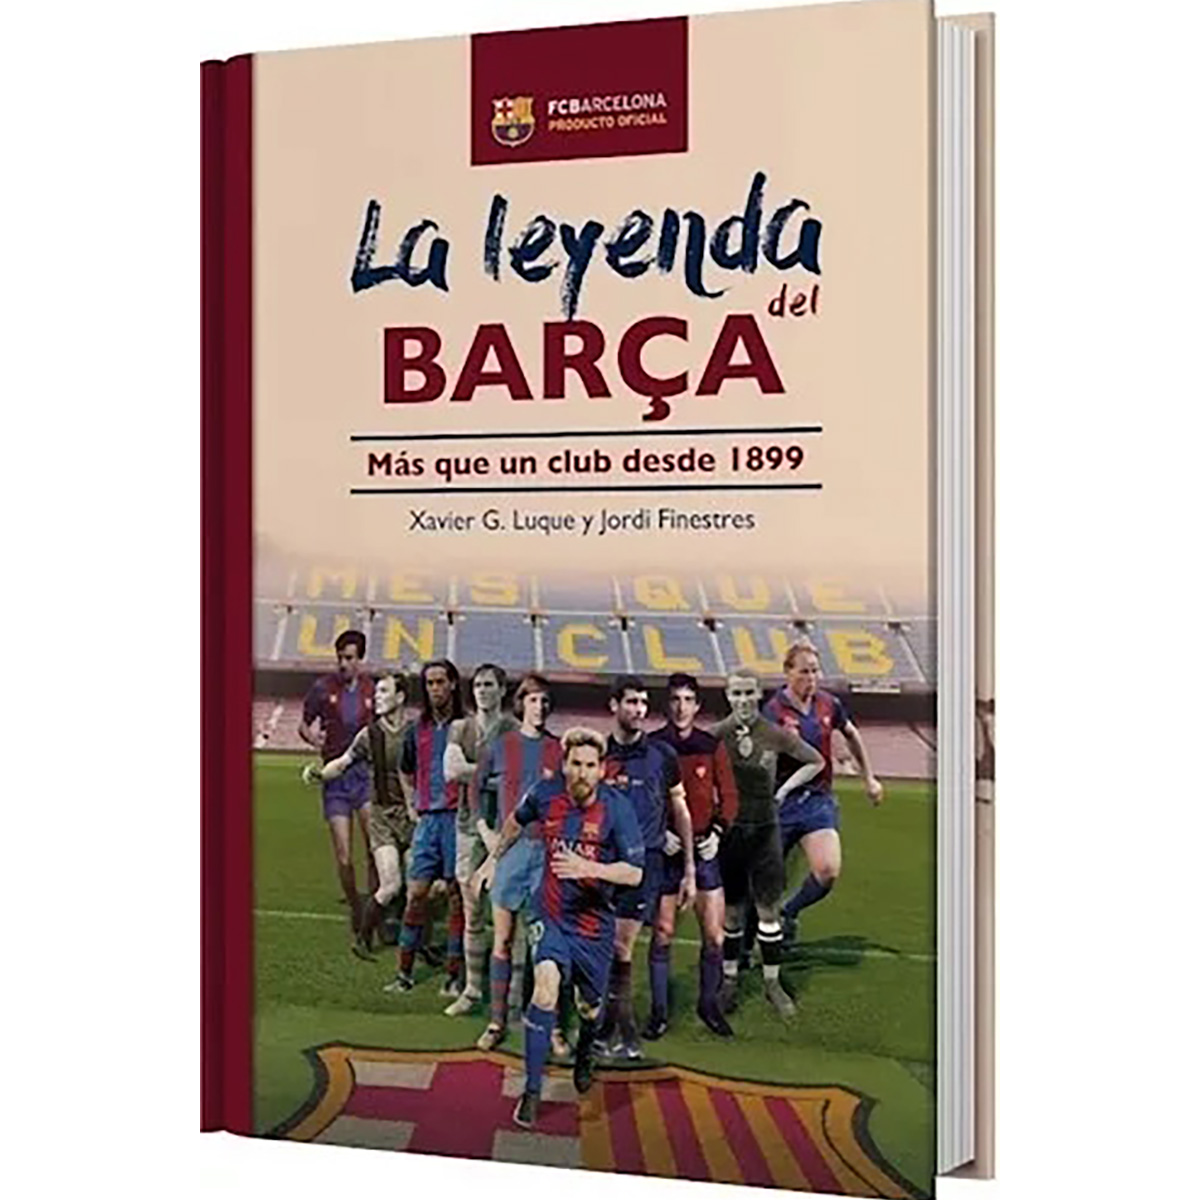 FCBARCELONA
PRODUCTO OFICIAL
La leyenda
del
BARÇA
Más que un club desde 1899
Xavier G. Luque y Jordi Finestres
MES QUE
UN CLUB